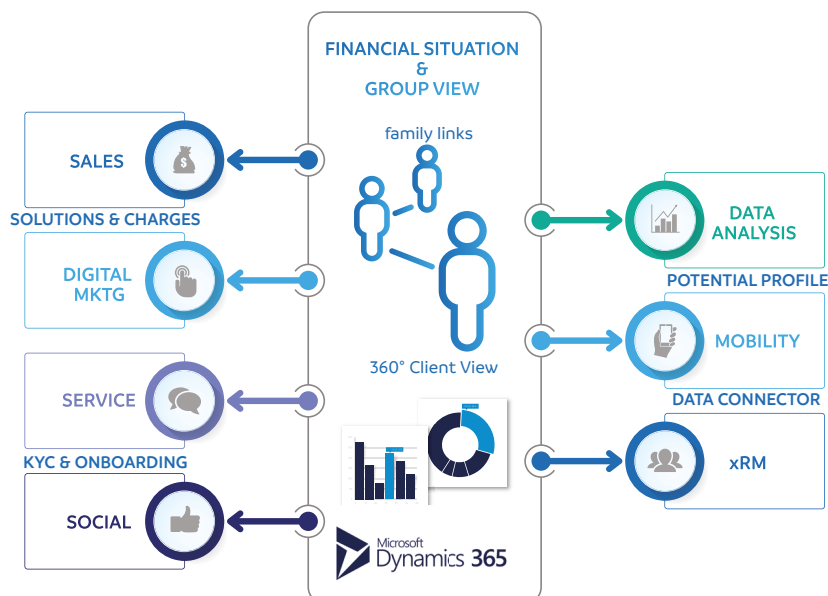 FINANCIAL SITUATION
&
GROUP VIEW
family links
360° Client View
Microsoft
Dynamics 365
SALES
$
SOLUTIONS & CHARGES
DIGITAL
MKTG
SERVICE
KYC & ONBOARDING
SOCIAL
DATA
ANALYSIS
POTENTIAL PROFILE
MOBILITY
DATA CONNECTOR
xRM